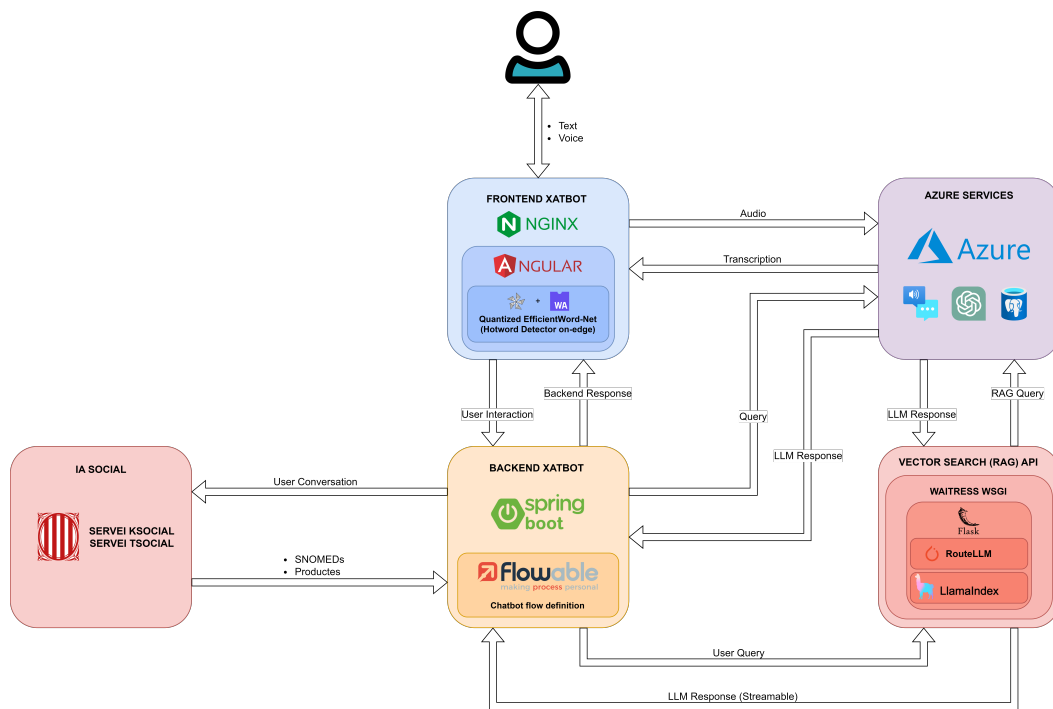 Text
Voice
FRONTEND XATBOT
NGINX
ANGULAR
+
WA
Quantized EfficientWord-Net
(Hotword Detector on-edge)
AZURE SERVICES
Azure
Audio
Transcription
User Interaction
Backend Response
Query
LLM Response
LLM Response
RAG Query
IA SOCIAL
SERVEI KSOCIAL
SERVEI TSOCIAL
User Conversation
SNOMEDs
Productes
BACKEND XATBOT
spring
boot
flowable
making process personal
Chatbot flow definition
VECTOR SEARCH (RAG) API
WAITRESS WSGI
Flask
RouteLLM
LlamaIndex
User Query
LLM Response (Streamable)